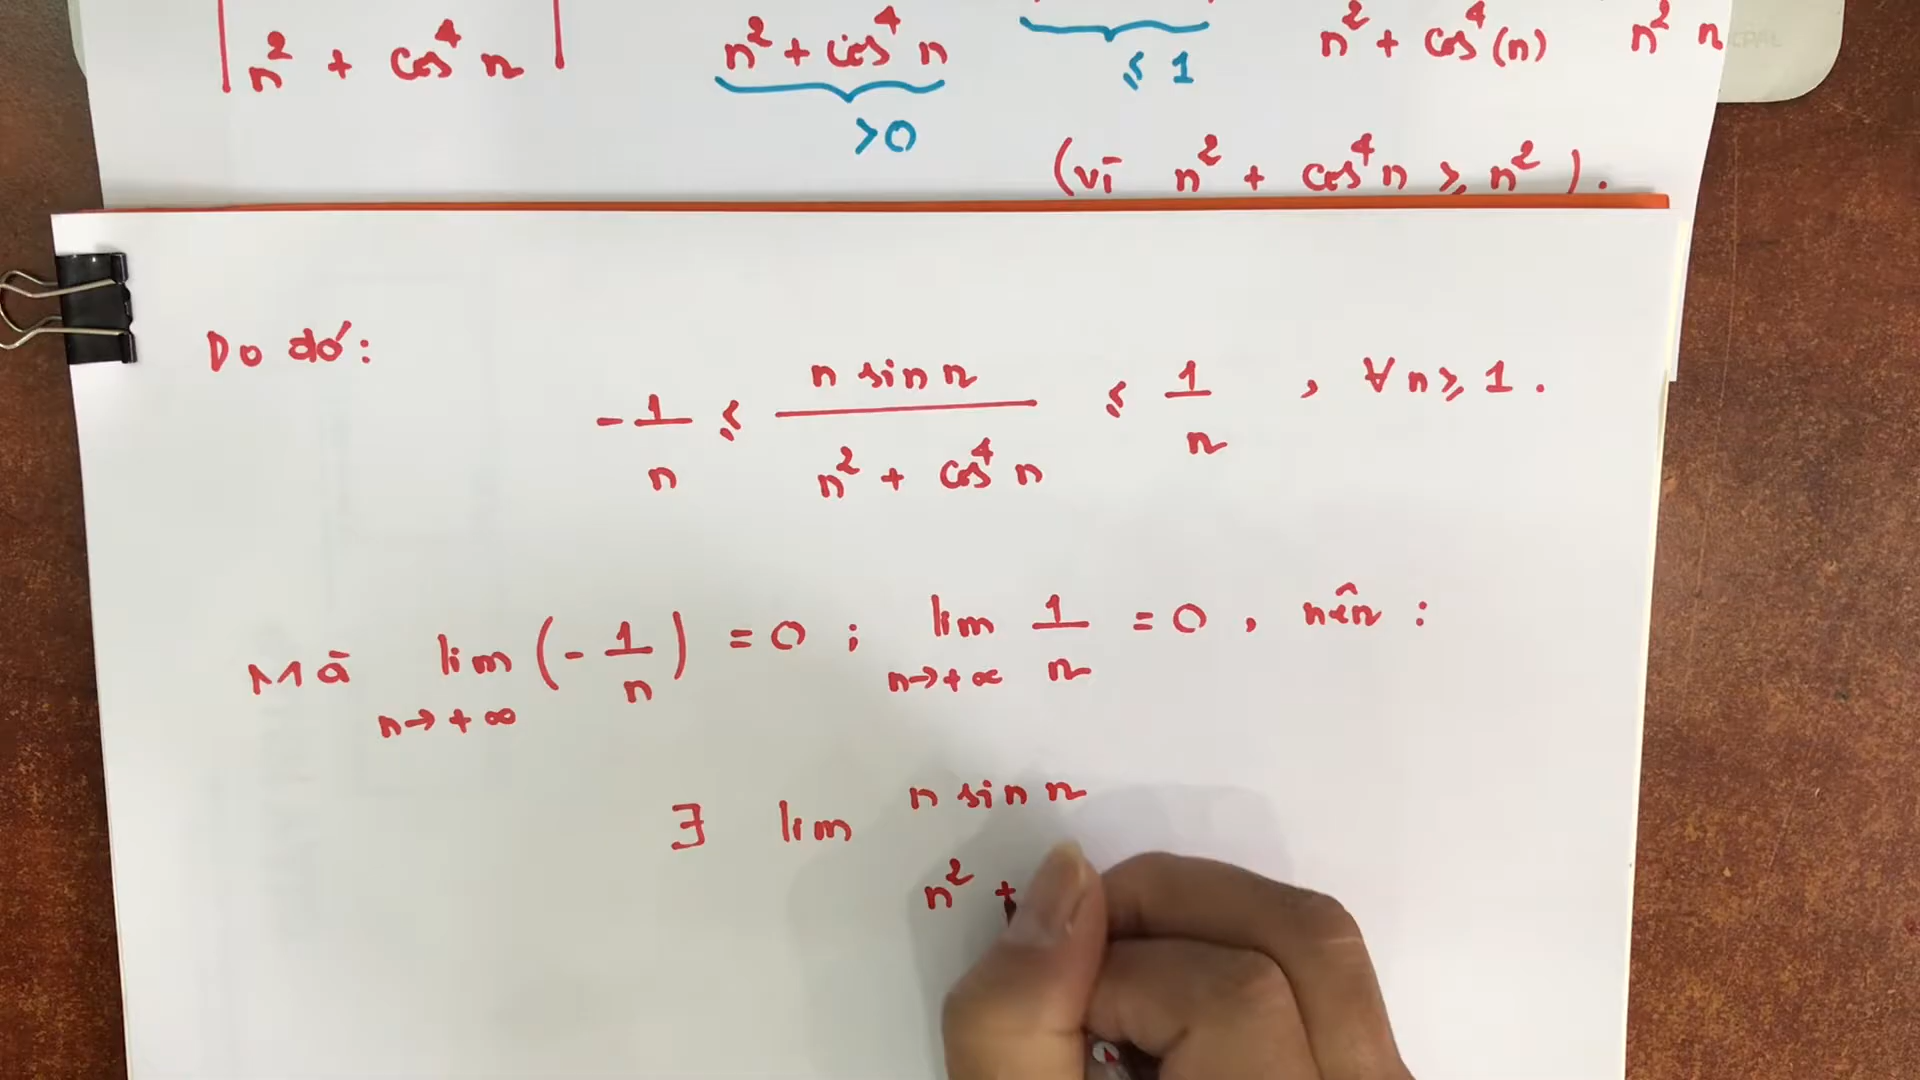 | n² + cos⁴ n |   n² + cos⁴ n   ≤ 1   n² + cos⁴(n)   n²   n
> 0
(vì n² + cos⁴ n ≥ n²).
Do đó:
-1/n ≤ (n sin n)/(n² + cos⁴ n) ≤ 1/n , ∀ n ≥ 1.
Mà lim_{n→+∞} (-1/n) = 0 ; lim_{n→+∞} 1/n = 0 , nên :
∃ lim n sin n
n² +